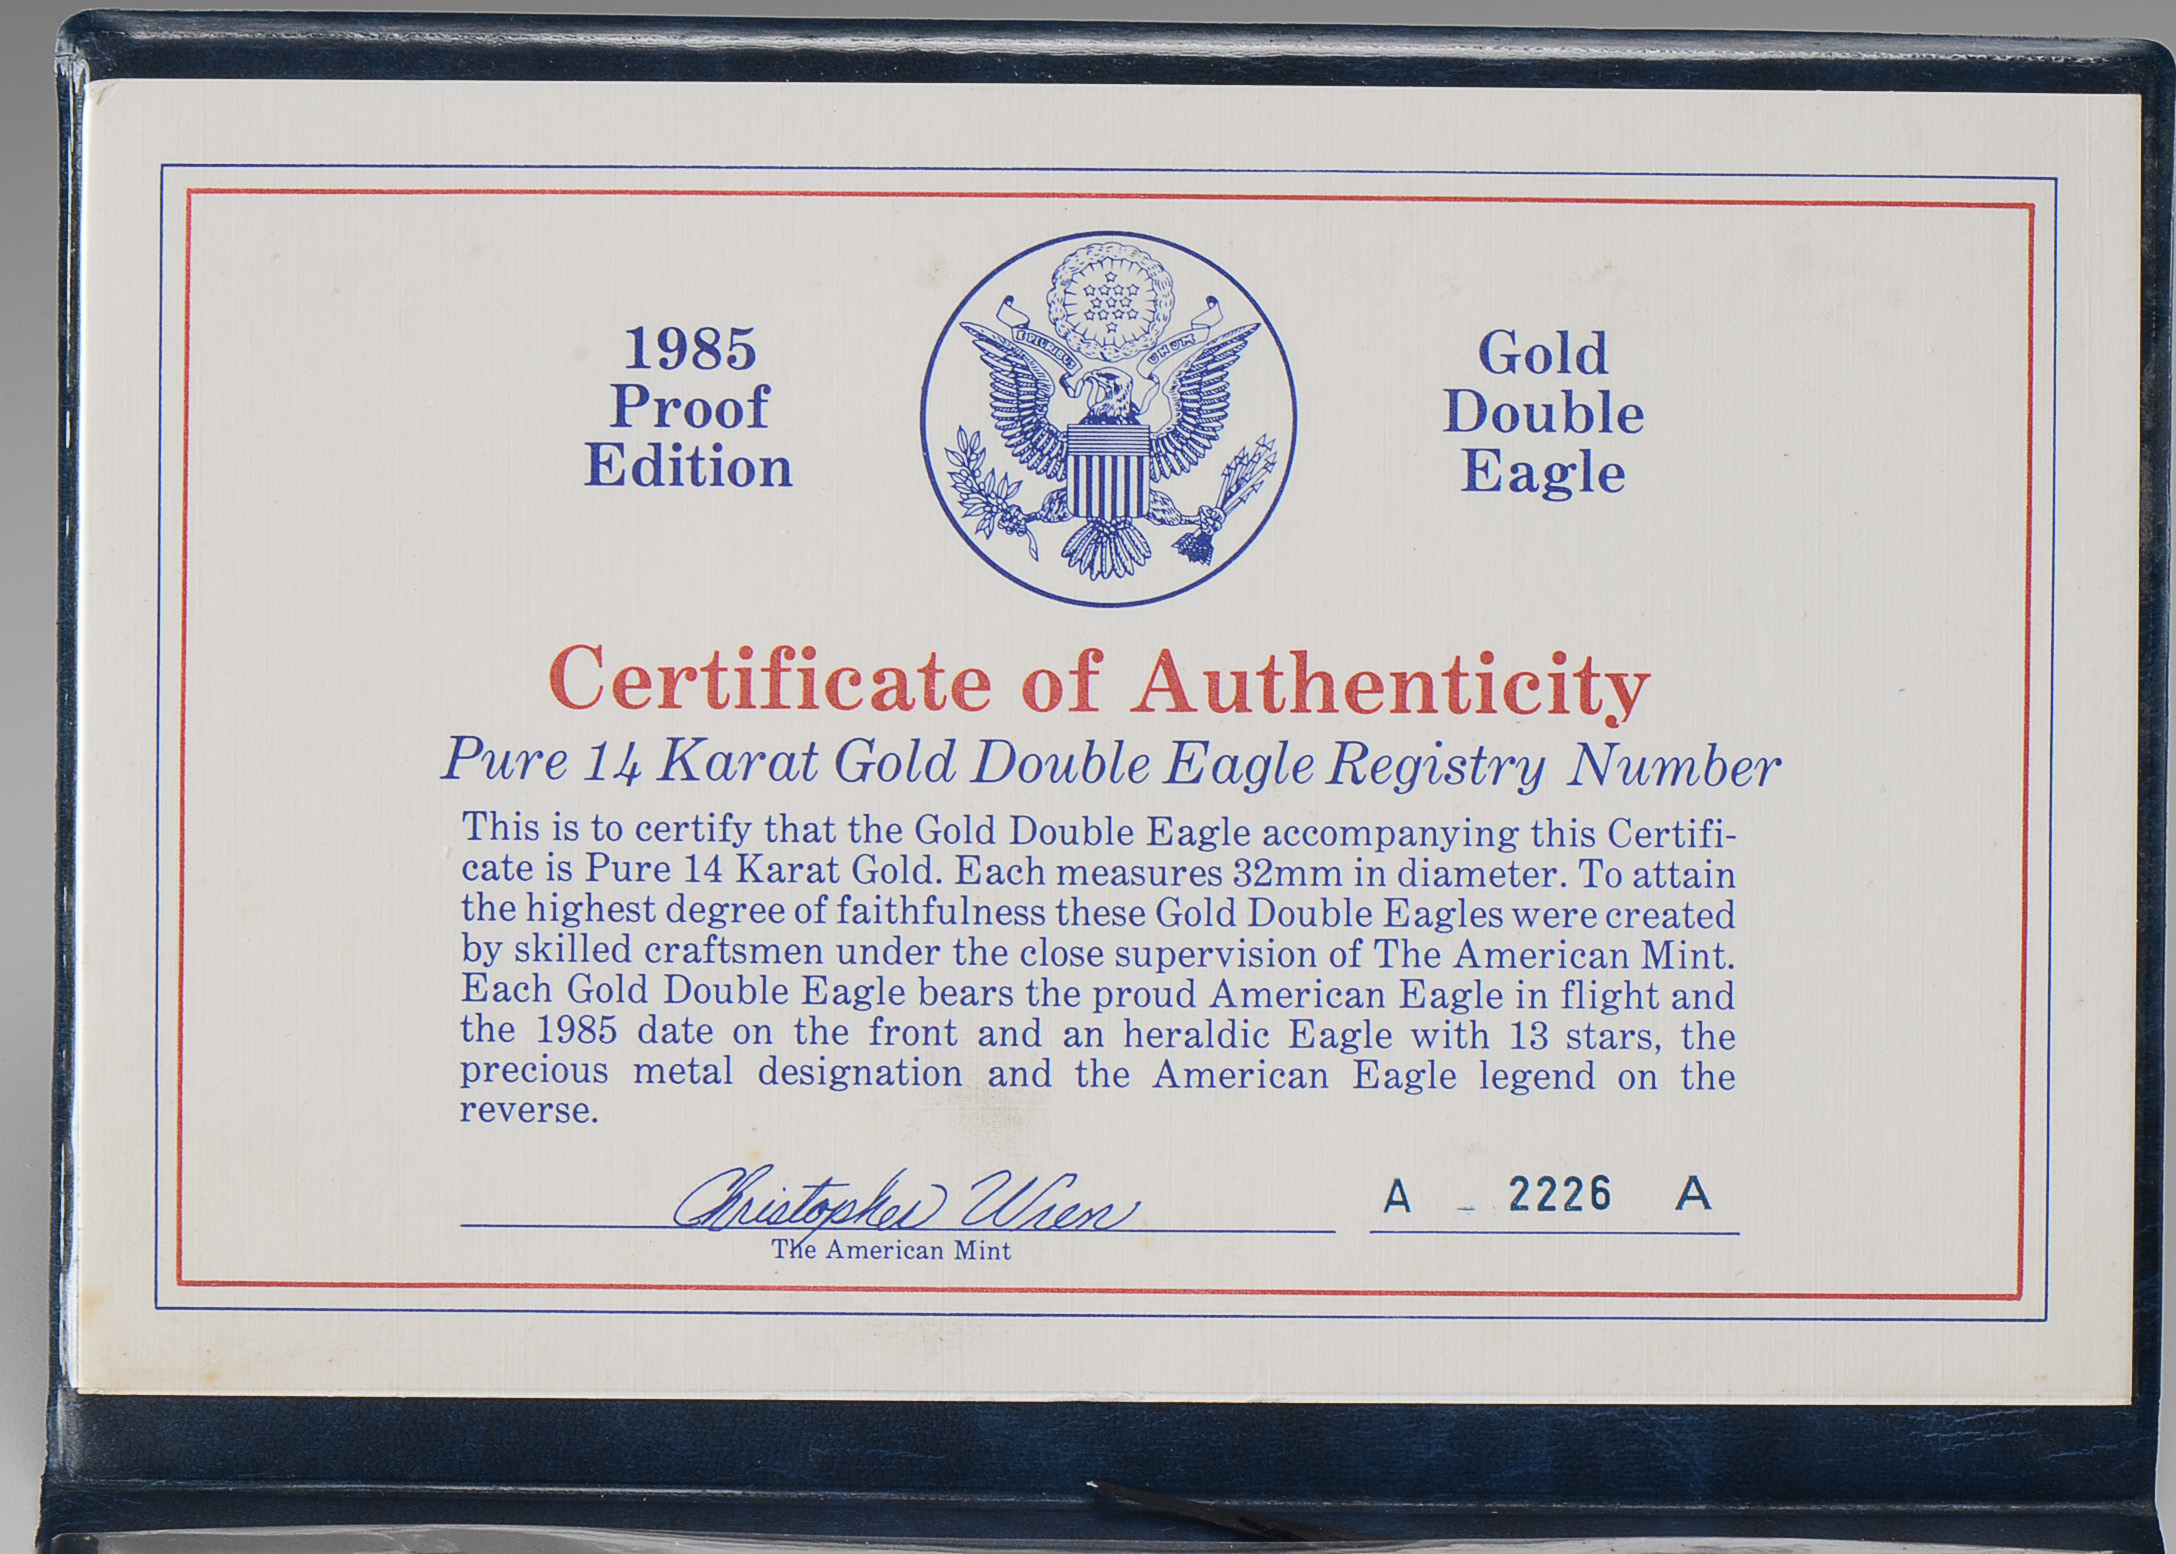 1985
Proof
Edition
E PLURIBUS UNUM
Gold
Double
Eagle
Certificate of Authenticity
Pure 14 Karat Gold Double Eagle Registry Number
This is to certify that the Gold Double Eagle accompanying this Certifi-
cate is Pure 14 Karat Gold. Each measures 32mm in diameter. To attain
the highest degree of faithfulness these Gold Double Eagles were created
by skilled craftsmen under the close supervision of The American Mint.
Each Gold Double Eagle bears the proud American Eagle in flight and
the 1985 date on the front and an heraldic Eagle with 13 stars, the
precious metal designation and the American Eagle legend on the
reverse.
Christopher Wren
A - 2226 A
The American Mint